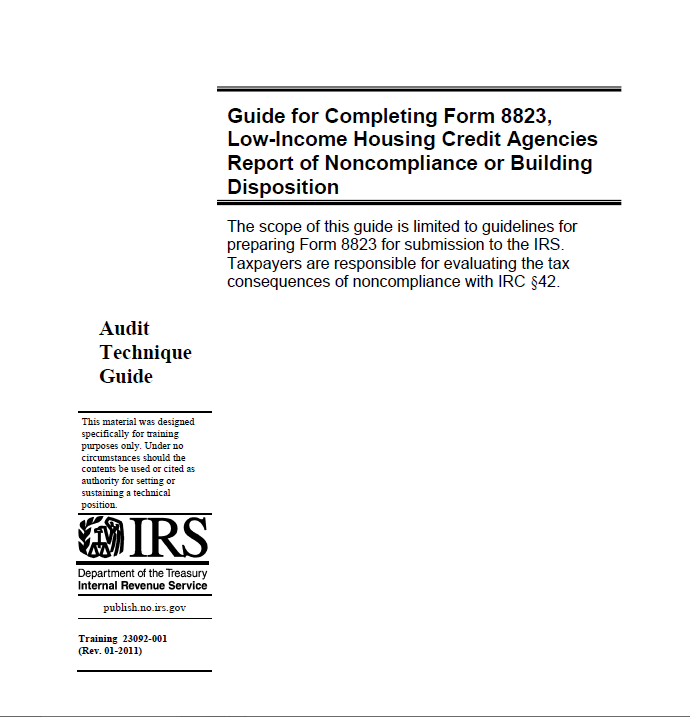 Guide for Completing Form 8823,
Low-Income Housing Credit Agencies
Report of Noncompliance or Building
Disposition
The scope of this guide is limited to guidelines for
preparing Form 8823 for submission to the IRS.
Taxpayers are responsible for evaluating the tax
consequences of noncompliance with IRC §42.
Audit
Technique
Guide
This material was designed
specifically for training
purposes only. Under no
circumstances should the
contents be used or cited as
authority for setting or
sustaining a technical
position.
IRS
Department of the Treasury
Internal Revenue Service
publish.no.irs.gov
Training 23092-001
(Rev. 01-2011)